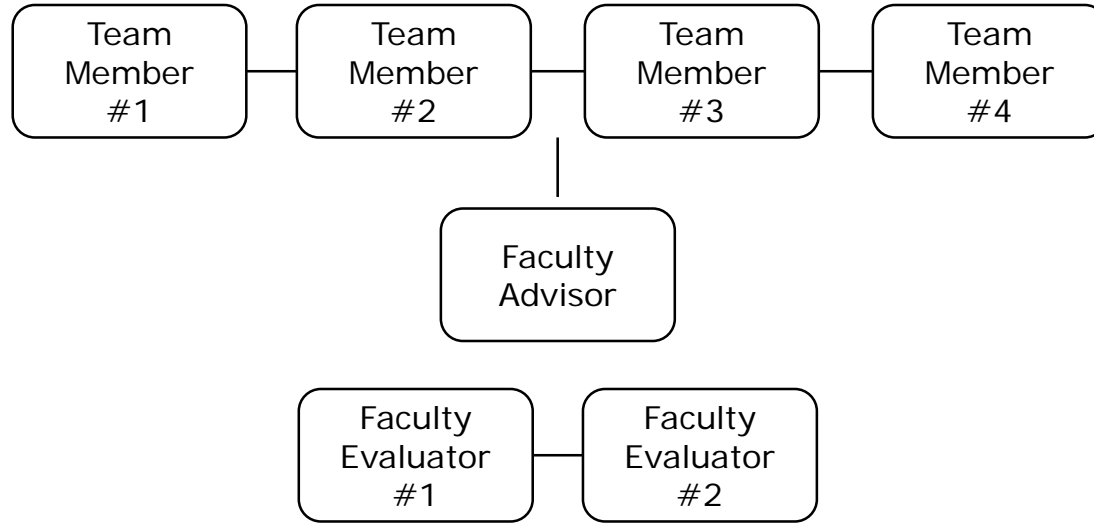 Team
Member
#1
Team
Member
#2
Team
Member
#3
Team
Member
#4
Faculty
Advisor
Faculty
Evaluator
#1
Faculty
Evaluator
#2